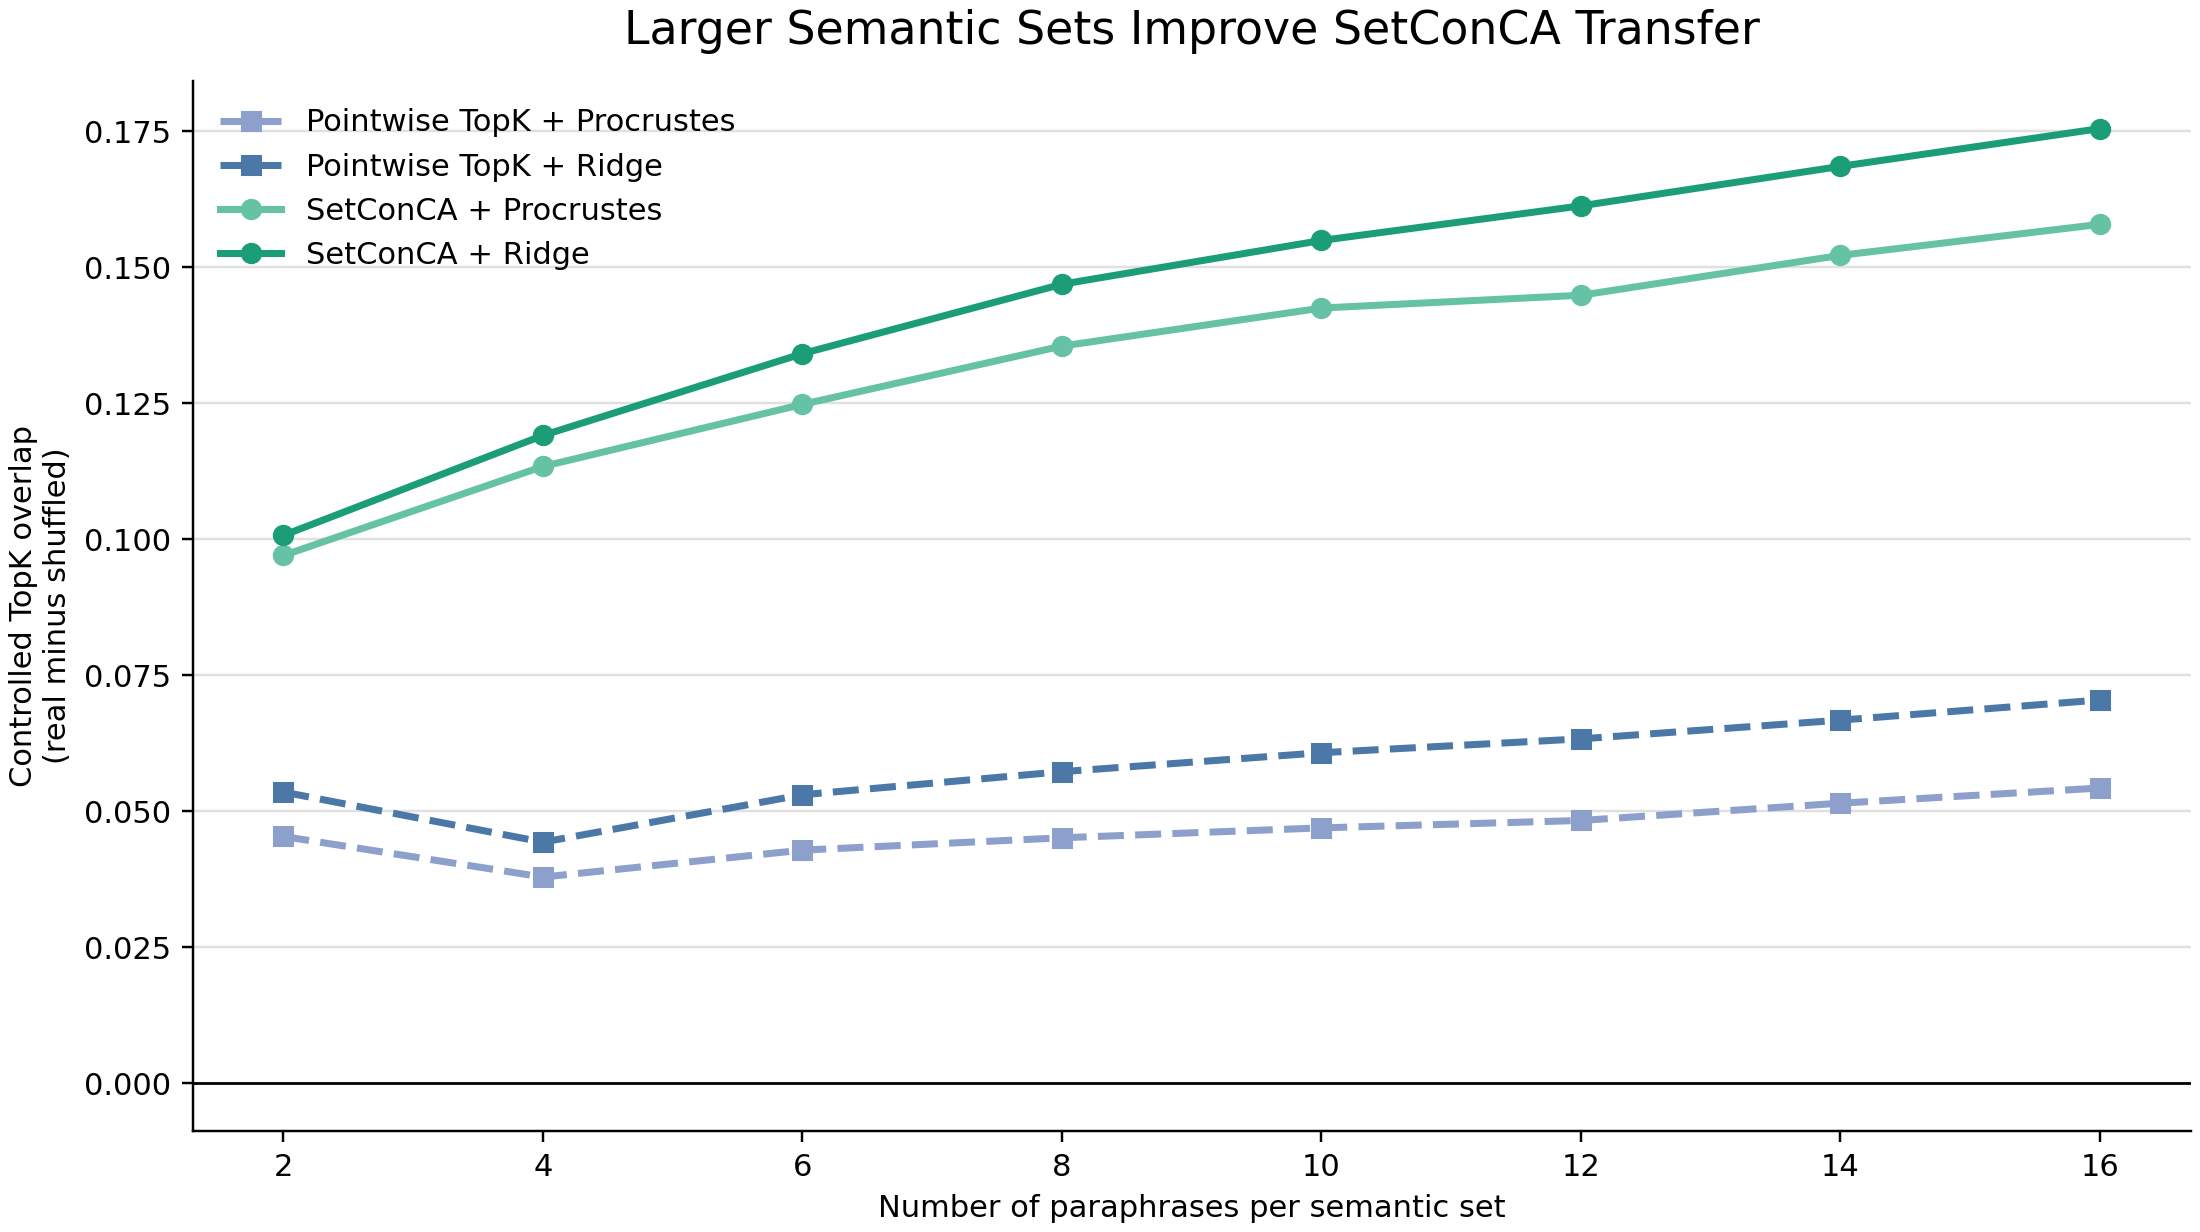 Larger Semantic Sets Improve SetConCA Transfer
Pointwise TopK + Procrustes
Pointwise TopK + Ridge
SetConCA + Procrustes
SetConCA + Ridge
0.175
0.150
0.125
0.100
0.075
0.050
0.025
0.000
Controlled TopK overlap
(real minus shuffled)
2
4
6
8
10
12
14
16
Number of paraphrases per semantic set